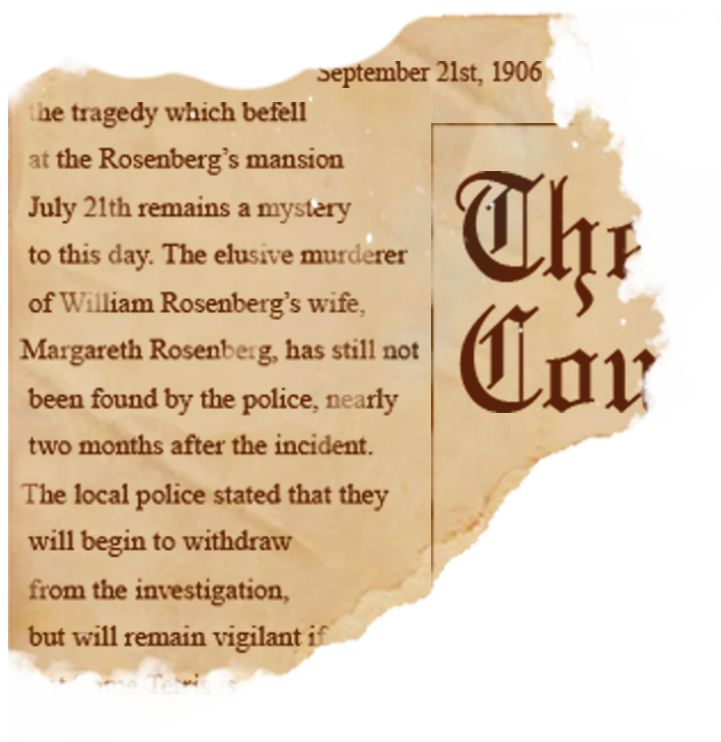 September 21st, 1906
the tragedy which befell
at the Rosenberg's mansion
July 21th remains a mystery
to this day. The elusive murderer
of William Rosenberg's wife,
Margareth Rosenberg, has still not
been found by the police, nearly
two months after the incident.
The local police stated that they
will begin to withdraw
from the investigation,
but will remain vigilant if
The